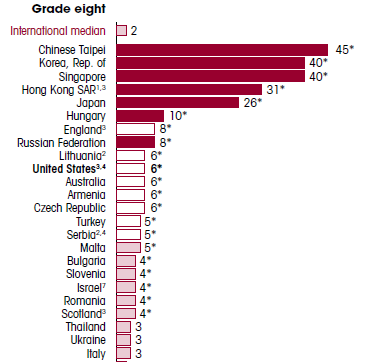 Grade eight
International median 2
Chinese Taipei 45*
Korea, Rep. of 40*
Singapore 40*
Hong Kong SAR1,3 31*
Japan 26*
Hungary 10*
England3 8*
Russian Federation 8*
Lithuania2 6*
United States3,4 6*
Australia 6*
Armenia 6*
Czech Republic 6*
Turkey 5*
Serbia2,4 5*
Malta 5*
Bulgaria 4*
Slovenia 4*
Israel7 4*
Romania 4*
Scotland3 4*
Thailand 3
Ukraine 3
Italy 3